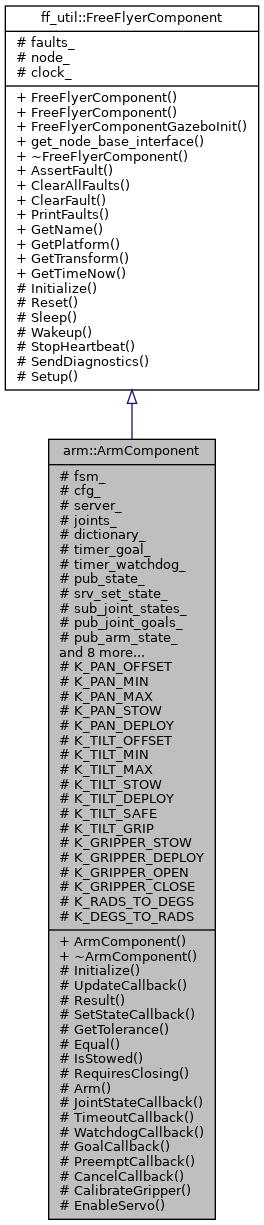 ff_util::FreeFlyerComponent
# faults_
# node_
# clock_
+ FreeFlyerComponent()
+ FreeFlyerComponent()
+ FreeFlyerComponentGazeboInit()
+ get_node_base_interface()
+ ~FreeFlyerComponent()
+ AssertFault()
+ ClearAllFaults()
+ ClearFault()
+ PrintFaults()
+ GetName()
+ GetPlatform()
+ GetTransform()
+ GetTimeNow()
# Initialize()
# Reset()
# Sleep()
# Wakeup()
# StopHeartbeat()
# SendDiagnostics()
# Setup()
arm::ArmComponent
# fsm_
# cfg_
# server_
# joints_
# dictionary_
# timer_goal_
# timer_watchdog_
# pub_state_
# srv_set_state_
# sub_joint_states_
# pub_joint_goals_
# pub_arm_state_
and 8 more...
# K_PAN_OFFSET
# K_PAN_MIN
# K_PAN_MAX
# K_PAN_STOW
# K_PAN_DEPLOY
# K_TILT_OFFSET
# K_TILT_MIN
# K_TILT_MAX
# K_TILT_STOW
# K_TILT_DEPLOY
# K_TILT_SAFE
# K_TILT_GRIP
# K_GRIPPER_STOW
# K_GRIPPER_DEPLOY
# K_GRIPPER_OPEN
# K_GRIPPER_CLOSE
# K_RADS_TO_DEGS
# K_DEGS_TO_RADS
+ ArmComponent()
+ ~ArmComponent()
# Initialize()
# UpdateCallback()
# Result()
# SetStateCallback()
# GetTolerance()
# Equal()
# IsStowed()
# RequiresClosing()
# Arm()
# JointStateCallback()
# TimeoutCallback()
# WatchdogCallback()
# GoalCallback()
# PreemptCallback()
# CancelCallback()
# CalibrateGripper()
# EnableServo()